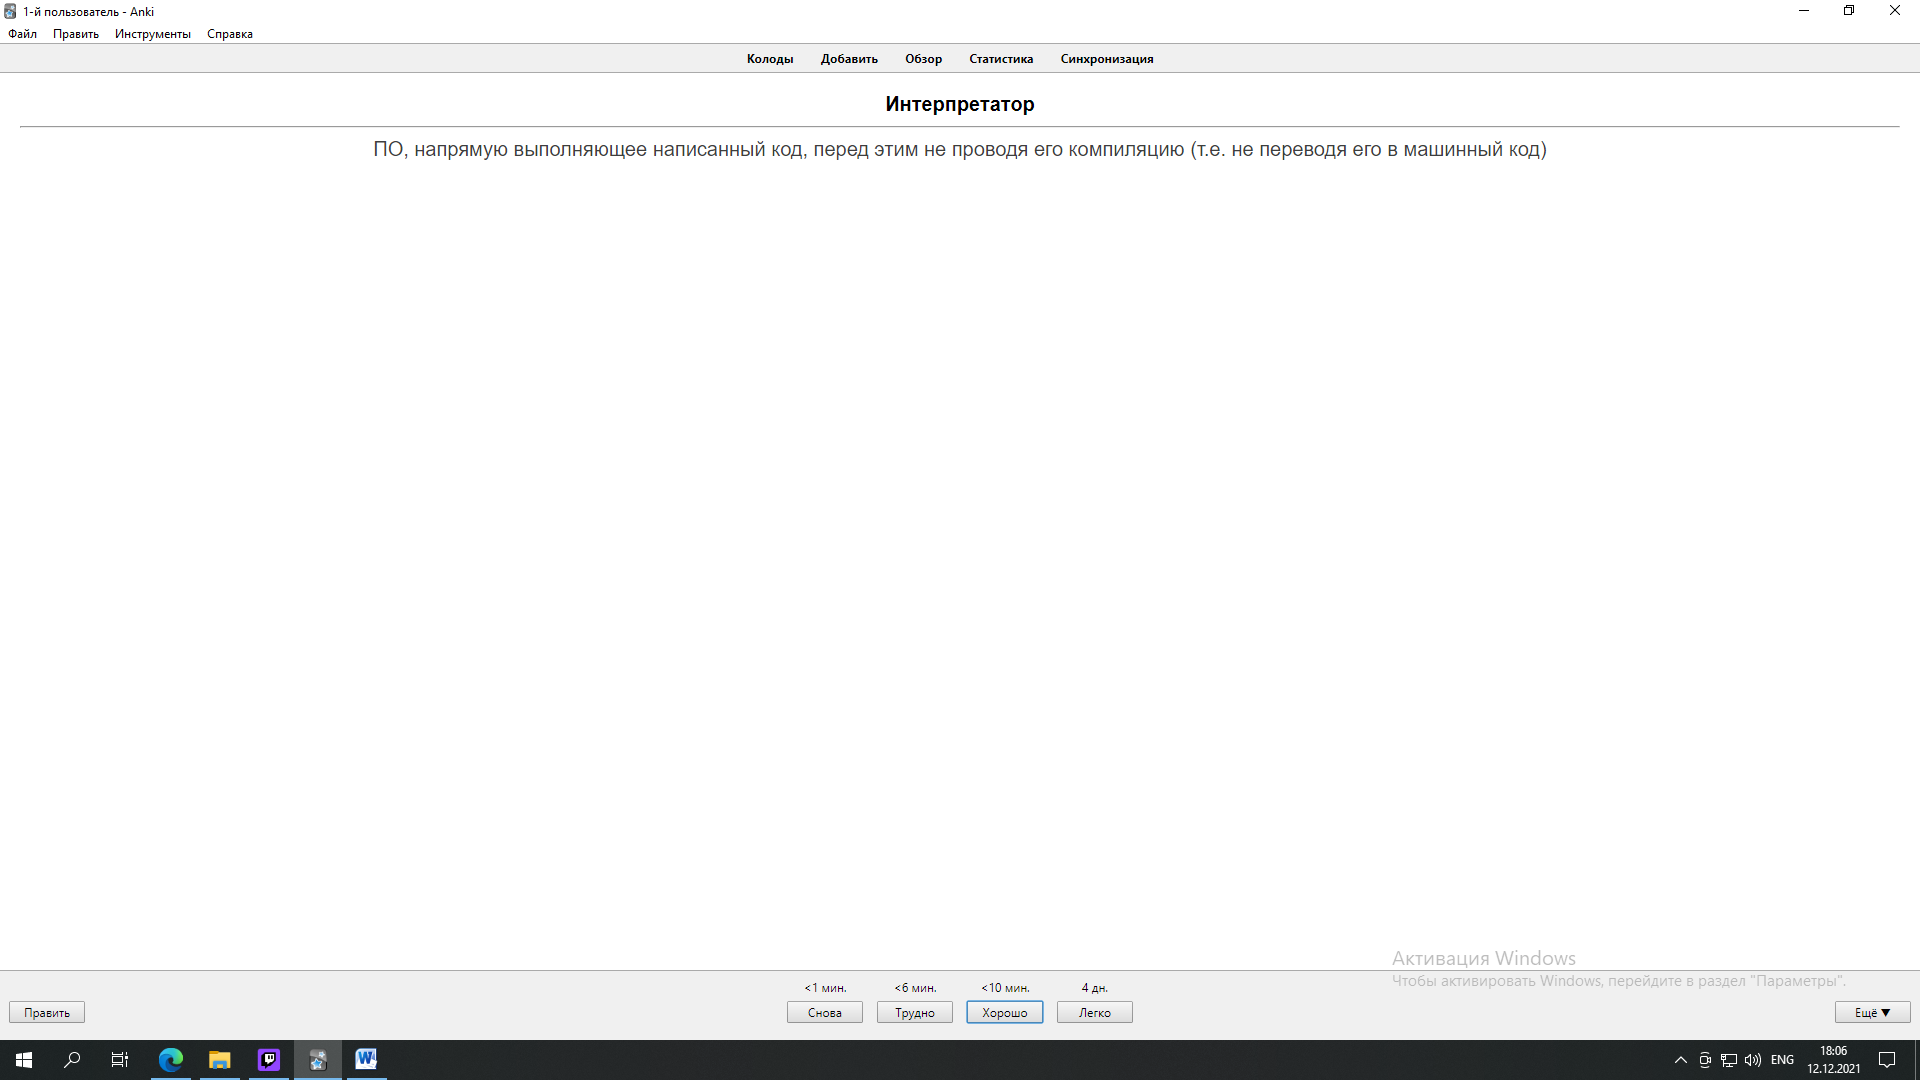 1-й пользователь - Anki
Файл Править Инструменты Справка
Колоды Добавить Обзор Статистика Синхронизация
Интерпретатор
ПО, напрямую выполняющее написанный код, перед этим не проводя его компиляцию (т.е. не переводя его в машинный код)
Активация Windows
Чтобы активировать Windows, перейдите в раздел "Параметры".
<1 мин. <6 мин. <10 мин. 4 дн.
Править Снова Трудно Хорошо Легко Ещё ▼
ENG
18:06
12.12.2021